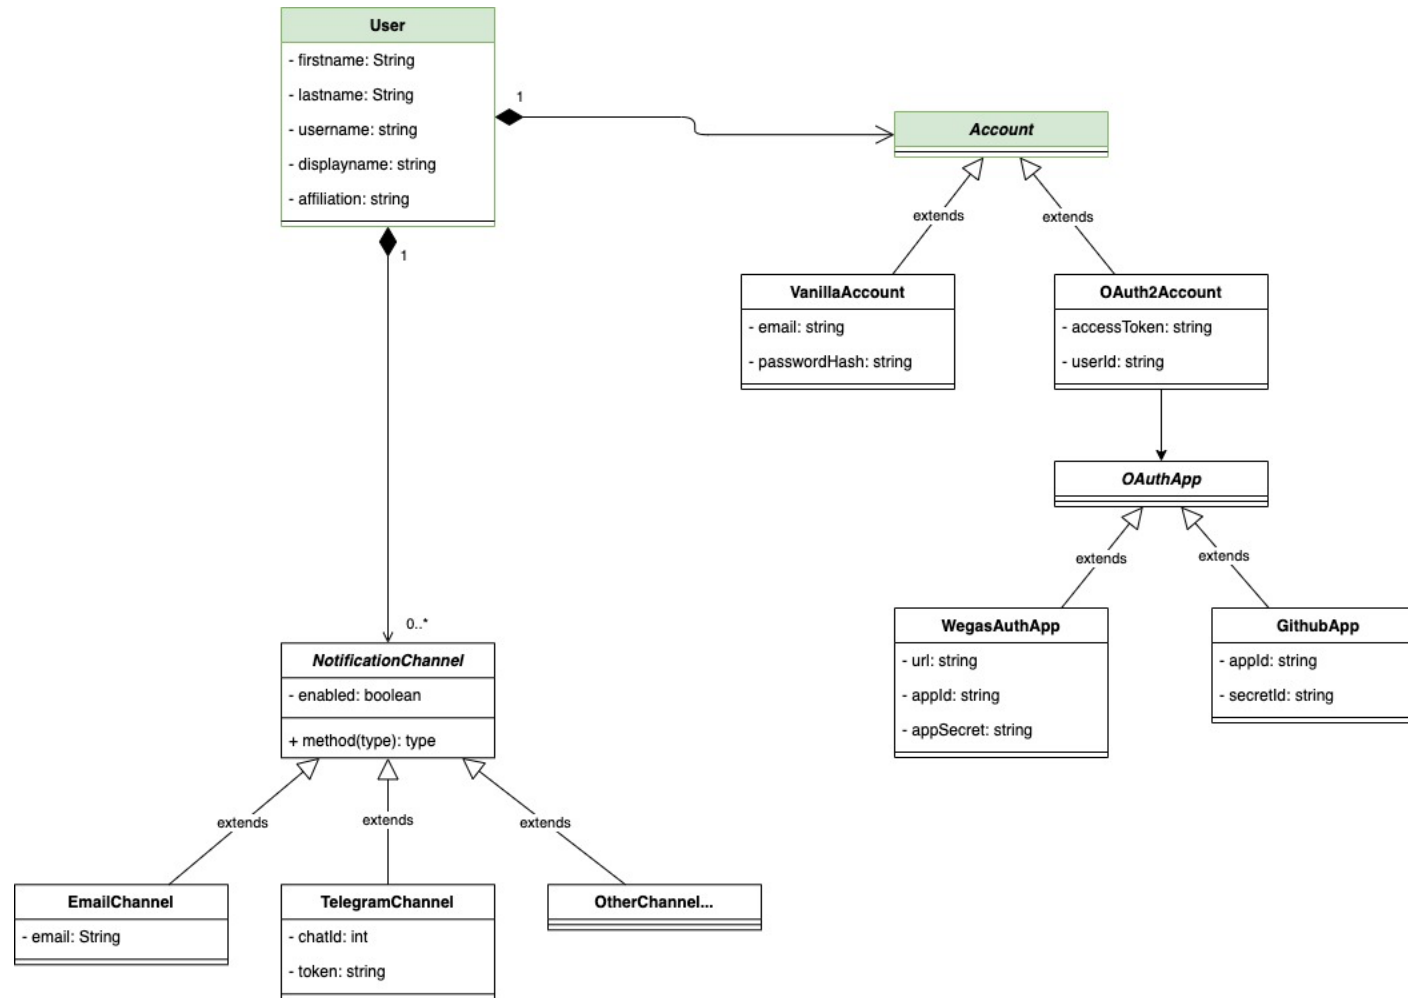 User
- firstname: String
- lastname: String
- username: string
- displayname: string
- affiliation: string
1
1
Account
extends
extends
VanillaAccount
- email: string
- passwordHash: string
OAuth2Account
- accessToken: string
- userId: string
OAuthApp
extends
extends
WegasAuthApp
- url: string
- appId: string
- appSecret: string
GithubApp
- appId: string
- secretId: string
0..*
NotificationChannel
- enabled: boolean
+ method(type): type
extends
extends
extends
EmailChannel
- email: String
TelegramChannel
- chatId: int
- token: string
OtherChannel...